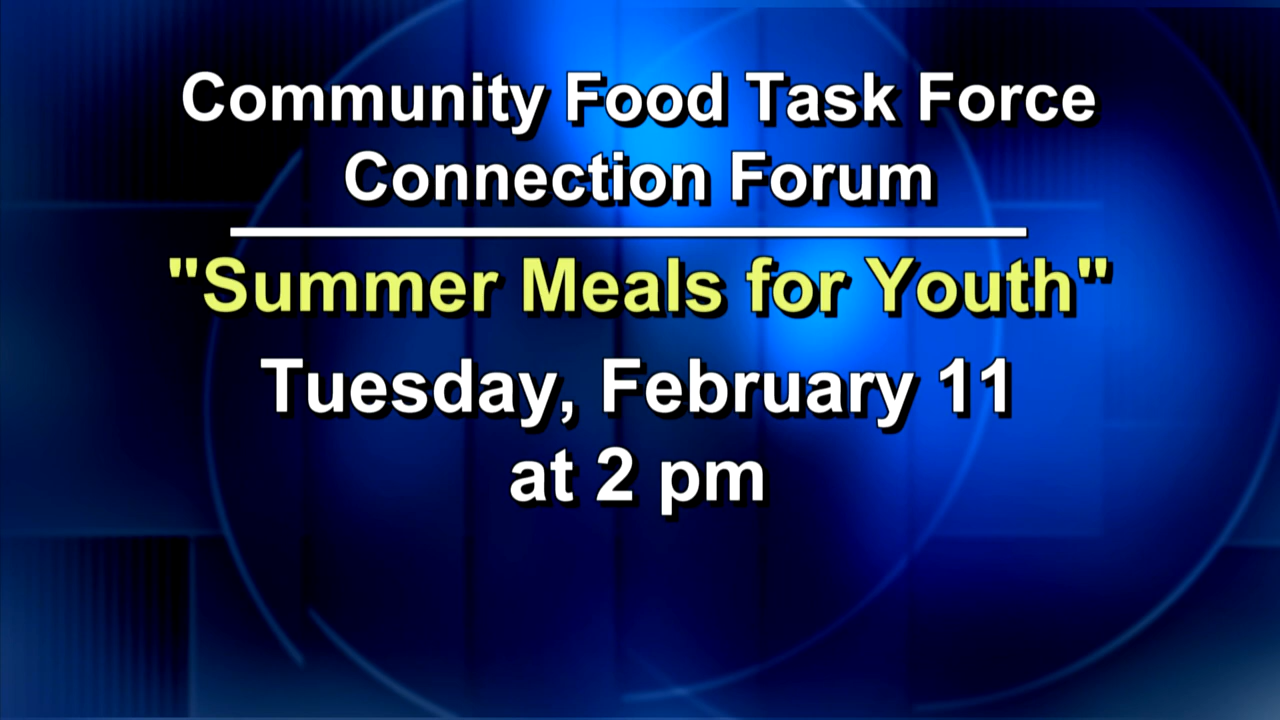 Community Food Task Force
Connection Forum
"Summer Meals for Youth"
Tuesday, February 11
at 2 pm